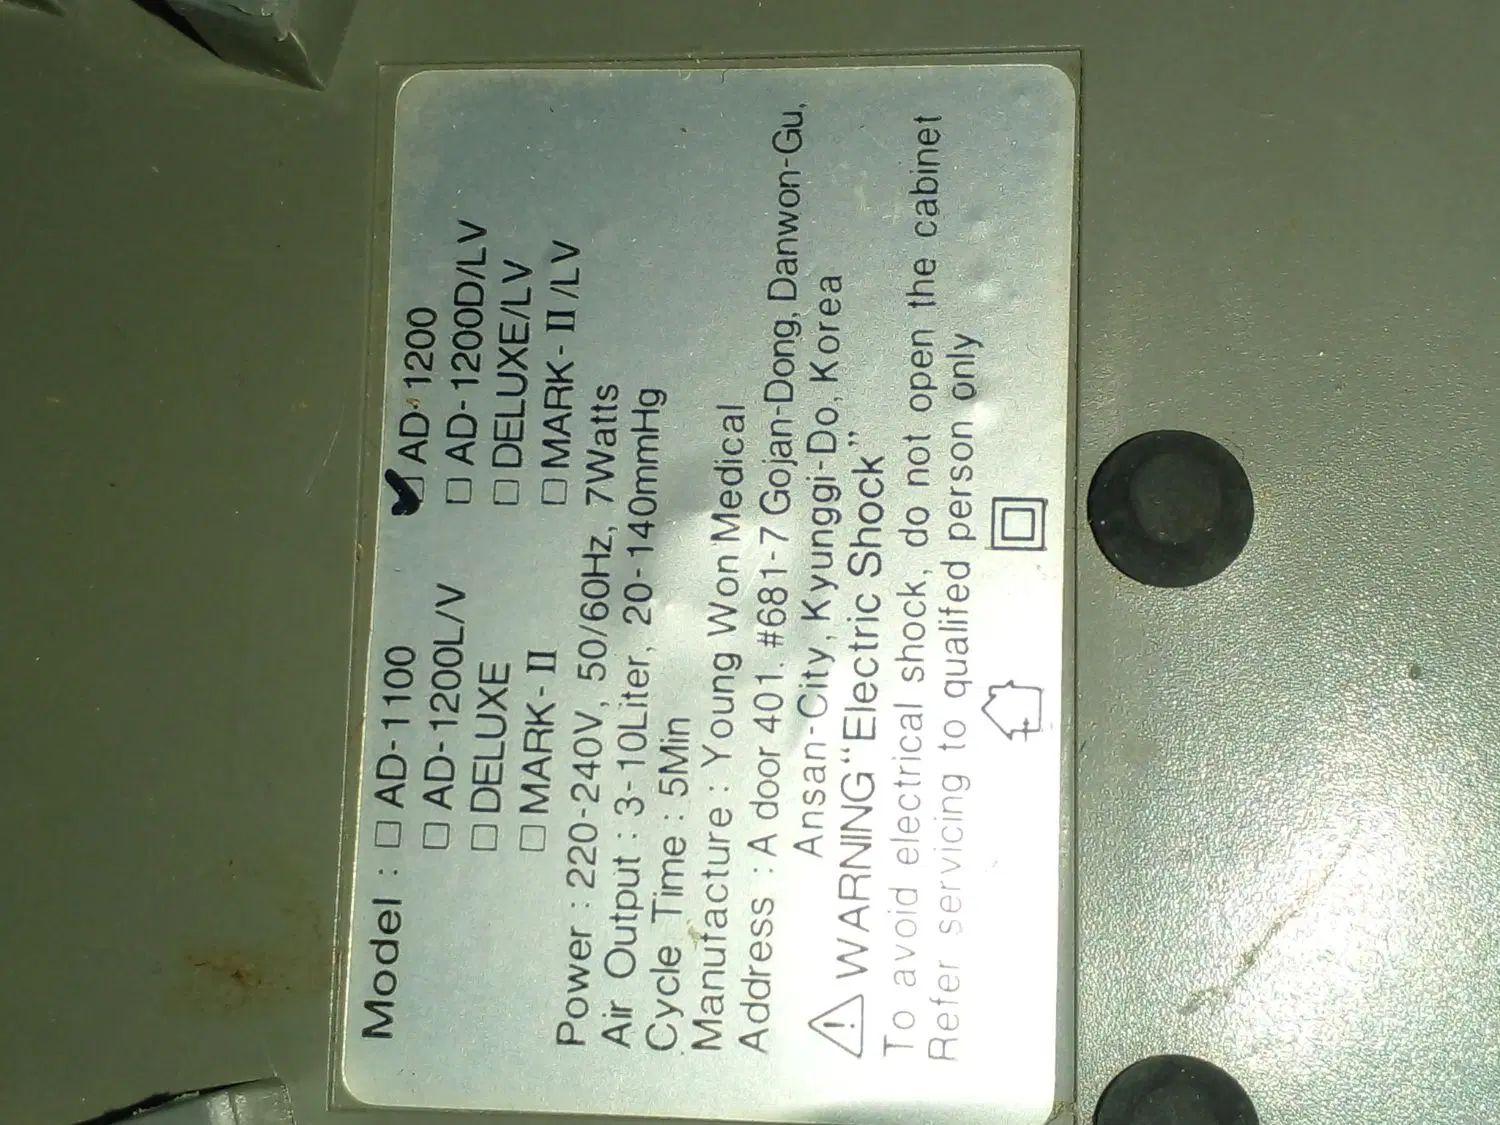 Model : □ AD-1100 ☑ AD-1200
□ AD-1200L/V □ AD-1200D/LV
□ DELUXE □ DELUXE/LV
□ MARK-II □ MARK-II/LV
Power : 220-240V, 50/60Hz, 7Watts
Air Output : 3-10Liter, 20-140mmHg
Cycle Time : 5Min
Manufacture : Young Won Medical
Address : A door 401. #681-7 Gojan-Dong, Danwon-Gu,
Ansan-City, Kyunggi-Do, Korea
⚠ WARNING "Electric Shock"
To avoid electrical shock, do not open the cabinet
Refer servicing to qualifed person only